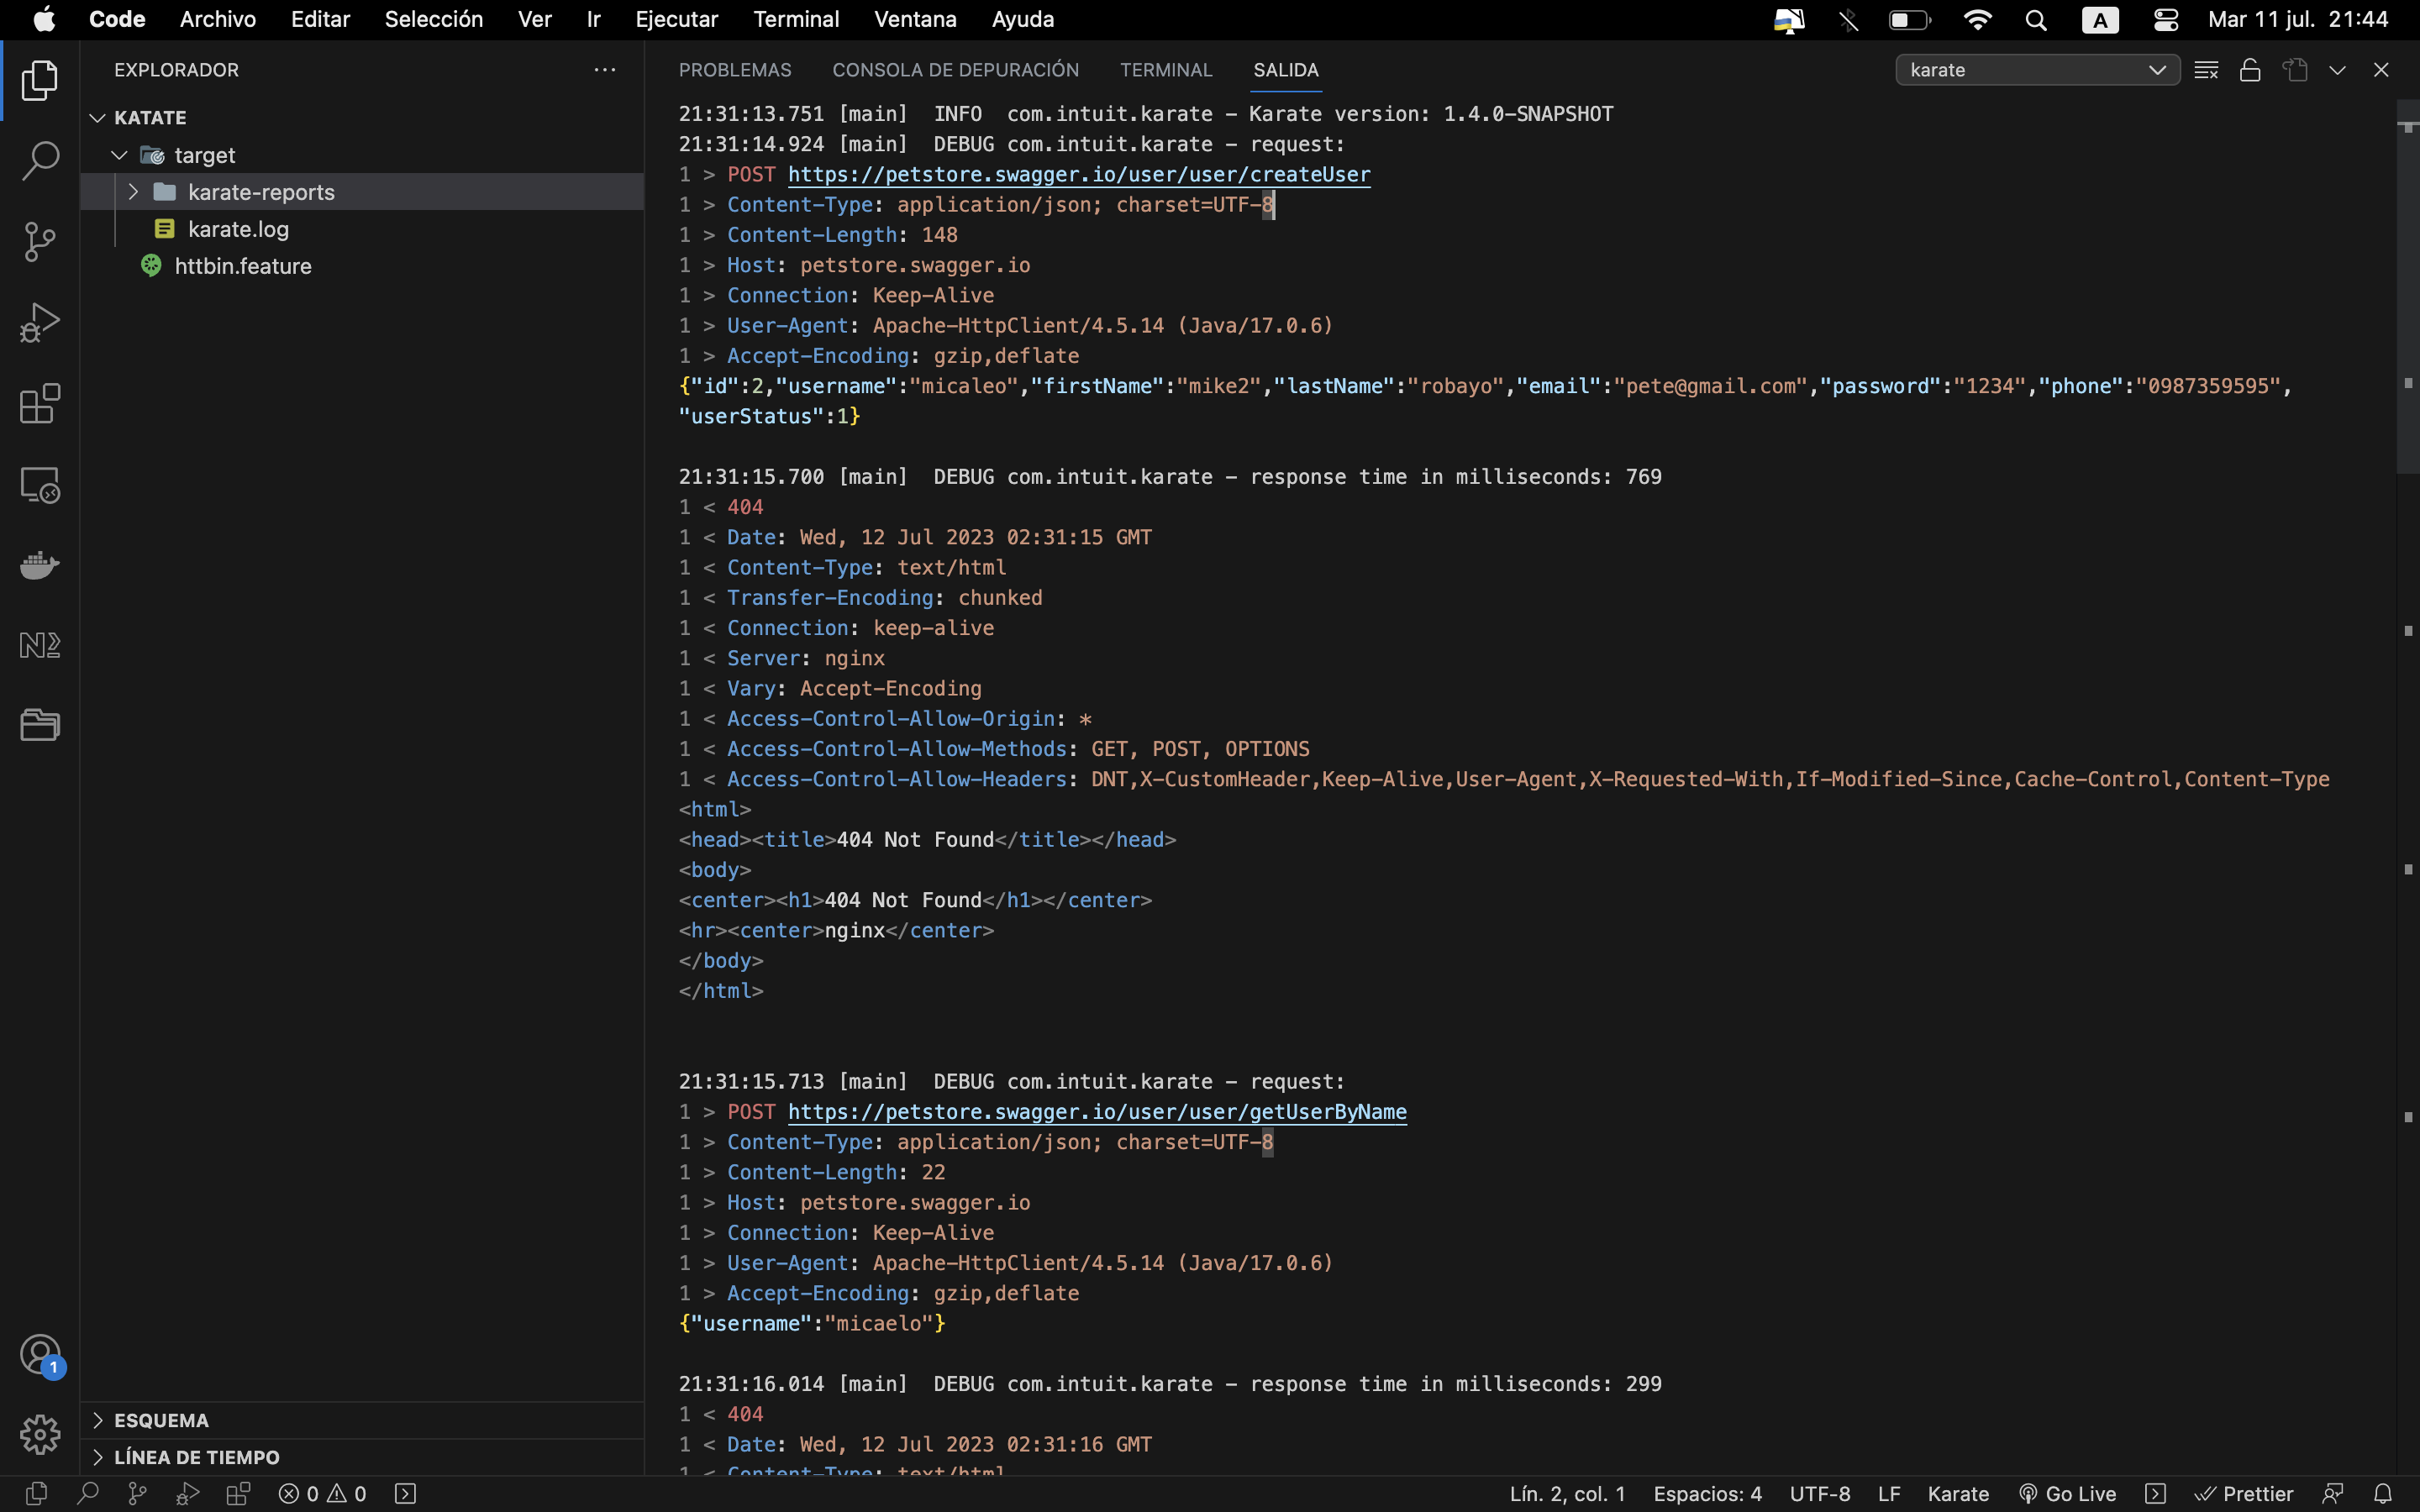 Code Archivo Editar Selección Ver Ir Ejecutar Terminal Ventana Ayuda A Mar 11 jul. 21:44
EXPLORADOR
KATATE
target
karate-reports
karate.log
httbin.feature
1
ESQUEMA
LÍNEA DE TIEMPO
PROBLEMAS CONSOLA DE DEPURACIÓN TERMINAL SALIDA karate
21:31:13.751 [main]  INFO  com.intuit.karate - Karate version: 1.4.0-SNAPSHOT
21:31:14.924 [main]  DEBUG com.intuit.karate - request:
1 > POST https://petstore.swagger.io/user/user/createUser
1 > Content-Type: application/json; charset=UTF-8
1 > Content-Length: 148
1 > Host: petstore.swagger.io
1 > Connection: Keep-Alive
1 > User-Agent: Apache-HttpClient/4.5.14 (Java/17.0.6)
1 > Accept-Encoding: gzip,deflate
{"id":2,"username":"micaleo","firstName":"mike2","lastName":"robayo","email":"pete@gmail.com","password":"1234","phone":"0987359595",
"userStatus":1}
21:31:15.700 [main]  DEBUG com.intuit.karate - response time in milliseconds: 769
1 < 404
1 < Date: Wed, 12 Jul 2023 02:31:15 GMT
1 < Content-Type: text/html
1 < Transfer-Encoding: chunked
1 < Connection: keep-alive
1 < Server: nginx
1 < Vary: Accept-Encoding
1 < Access-Control-Allow-Origin: *
1 < Access-Control-Allow-Methods: GET, POST, OPTIONS
1 < Access-Control-Allow-Headers: DNT,X-CustomHeader,Keep-Alive,User-Agent,X-Requested-With,If-Modified-Since,Cache-Control,Content-Type
<html>
<head><title>404 Not Found</title></head>
<body>
<center><h1>404 Not Found</h1></center>
<hr><center>nginx</center>
</body>
</html>
21:31:15.713 [main]  DEBUG com.intuit.karate - request:
1 > POST https://petstore.swagger.io/user/user/getUserByName
1 > Content-Type: application/json; charset=UTF-8
1 > Content-Length: 22
1 > Host: petstore.swagger.io
1 > Connection: Keep-Alive
1 > User-Agent: Apache-HttpClient/4.5.14 (Java/17.0.6)
1 > Accept-Encoding: gzip,deflate
{"username":"micaelo"}
21:31:16.014 [main]  DEBUG com.intuit.karate - response time in milliseconds: 299
1 < 404
1 < Date: Wed, 12 Jul 2023 02:31:16 GMT
1 < Content-Type: text/html
0 0 Lín. 2, col. 1 Espacios: 4 UTF-8 LF Karate Go Live Prettier